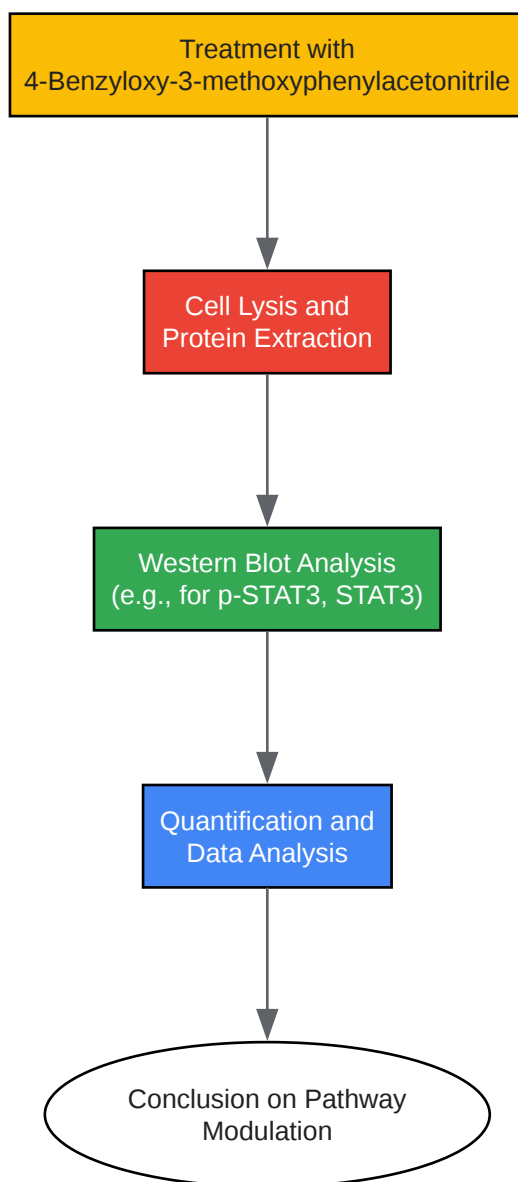 Treatment with
4-Benzyloxy-3-methoxyphenylacetonitrile
Cell Lysis and
Protein Extraction
Western Blot Analysis
(e.g., for p-STAT3, STAT3)
Quantification and
Data Analysis
Conclusion on Pathway
Modulation